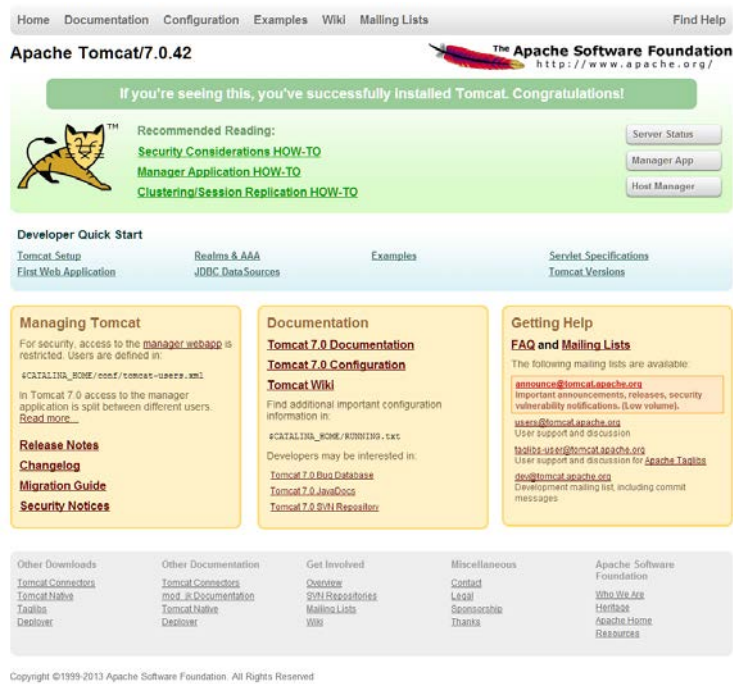 Home Documentation Configuration Examples Wiki Mailing Lists Find Help
Apache Tomcat/7.0.42
The Apache Software Foundation
http://www.apache.org/
If you're seeing this, you've successfully installed Tomcat. Congratulations!
TM
Recommended Reading:
Security Considerations HOW-TO
Manager Application HOW-TO
Clustering/Session Replication HOW-TO
Server Status
Manager App
Host Manager
Developer Quick Start
Tomcat Setup
First Web Application
Realms & AAA
JDBC DataSources
Examples
Servlet Specifications
Tomcat Versions
Managing Tomcat
For security, access to the manager webapp is
restricted. Users are defined in:
$CATALINA_HOME/conf/tomcat-users.xml
In Tomcat 7.0 access to the manager
application is split between different users.
Read more...
Release Notes
Changelog
Migration Guide
Security Notices
Documentation
Tomcat 7.0 Documentation
Tomcat 7.0 Configuration
Tomcat Wiki
Find additional important configuration
information in:
$CATALINA_HOME/RUNNING.txt
Developers may be interested in:
Tomcat 7.0 Bug Database
Tomcat 7.0 JavaDocs
Tomcat 7.0 SVN Repository
Getting Help
FAQ and Mailing Lists
The following mailing lists are available:
announce@tomcat.apache.org
Important announcements, releases, security
vulnerability notifications. (Low volume).
users@tomcat.apache.org
User support and discussion
taglibs-user@tomcat.apache.org
User support and discussion for Apache Taglibs
dev@tomcat.apache.org
Development mailing list, including commit
messages
Other Downloads
Tomcat Connectors
Tomcat Native
Taglibs
Deployer
Other Documentation
Tomcat Connectors
mod_jk Documentation
Tomcat Native
Deployer
Get Involved
Overview
SVN Repositories
Mailing Lists
Wiki
Miscellaneous
Contact
Legal
Sponsorship
Thanks
Apache Software
Foundation
Who We Are
Heritage
Apache Home
Resources
Copyright ©1999-2013 Apache Software Foundation. All Rights Reserved